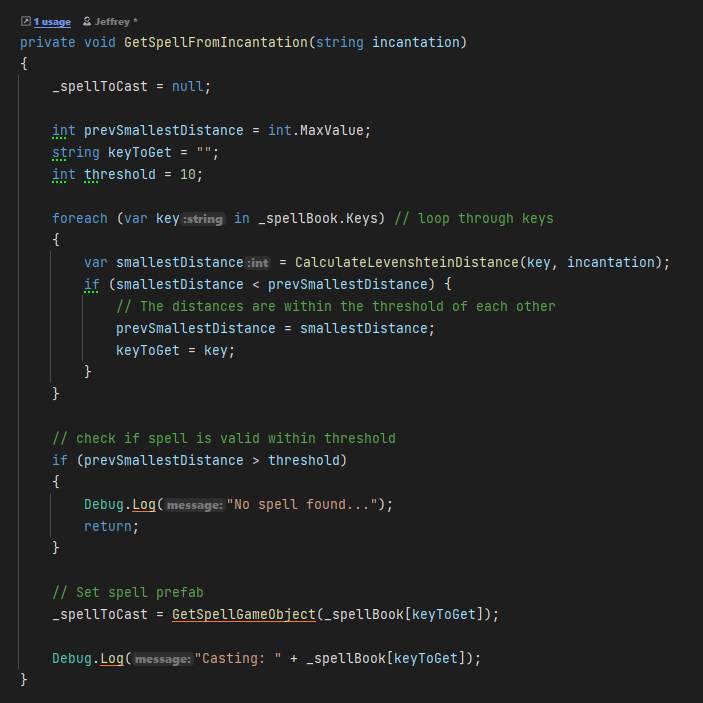 1 usage Jeffrey *
private void GetSpellFromIncantation(string incantation)
{
    _spellToCast = null;

    int prevSmallestDistance = int.MaxValue;
    string keyToGet = "";
    int threshold = 10;

    foreach (var key:string in _spellBook.Keys) // loop through keys
    {
        var smallestDistance:int = CalculateLevenshteinDistance(key, incantation);
        if (smallestDistance < prevSmallestDistance) {
            // The distances are within the threshold of each other
            prevSmallestDistance = smallestDistance;
            keyToGet = key;
        }
    }

    // check if spell is valid within threshold
    if (prevSmallestDistance > threshold)
    {
        Debug.Log(message:"No spell found...");
        return;
    }

    // Set spell prefab
    _spellToCast = GetSpellGameObject(_spellBook[keyToGet]);

    Debug.Log(message:"Casting: " + _spellBook[keyToGet]);
}